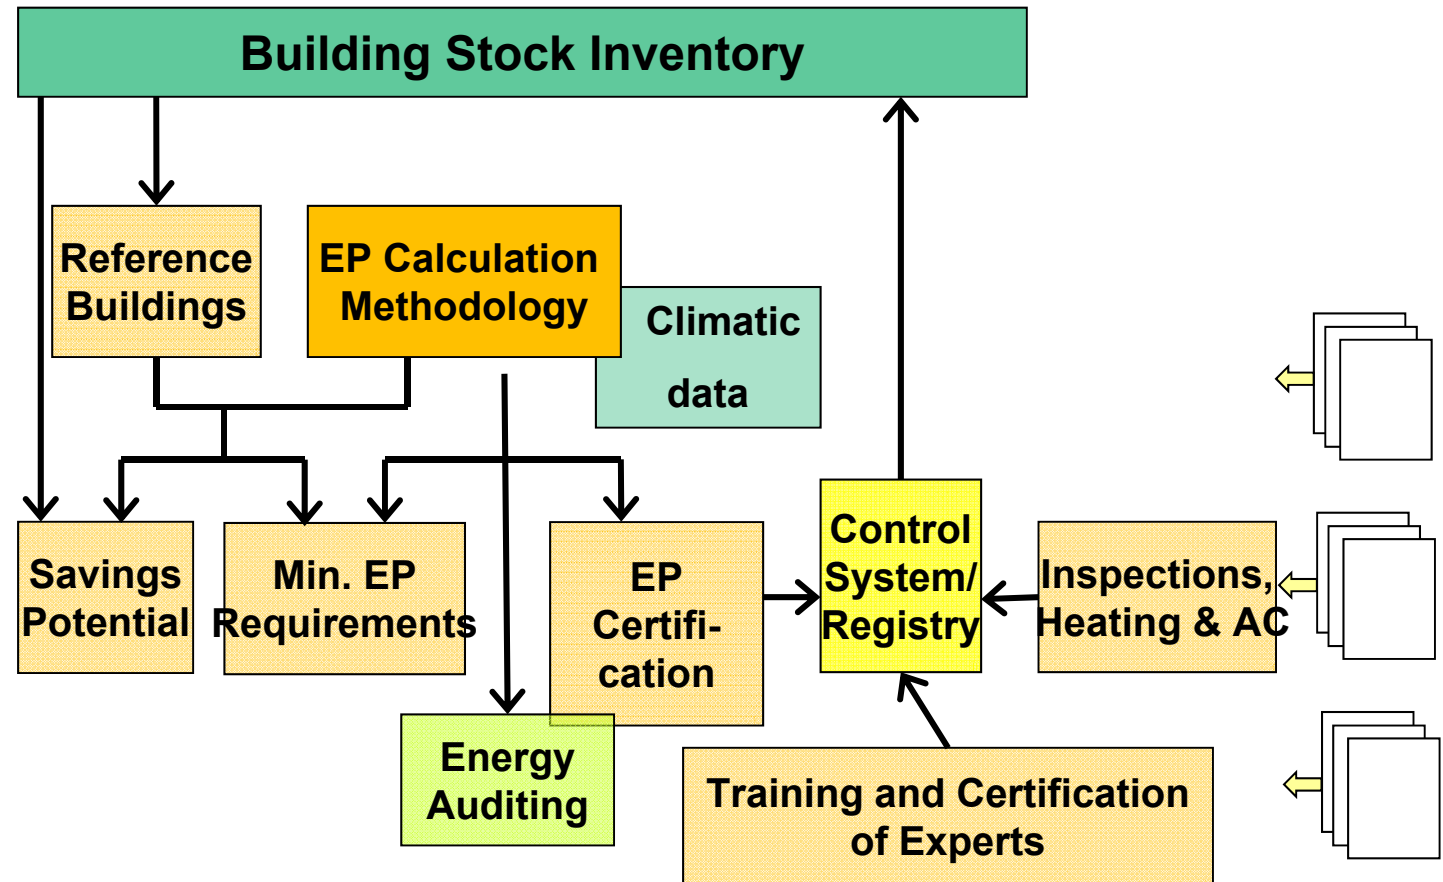 Building Stock Inventory
Reference
Buildings
EP Calculation
Methodology
Climatic
data
Savings
Potential
Min. EP
Requirements
EP
Certifi-
cation
Control
System/
Registry
Inspections,
Heating & AC
Energy
Auditing
Training and Certification
of Experts